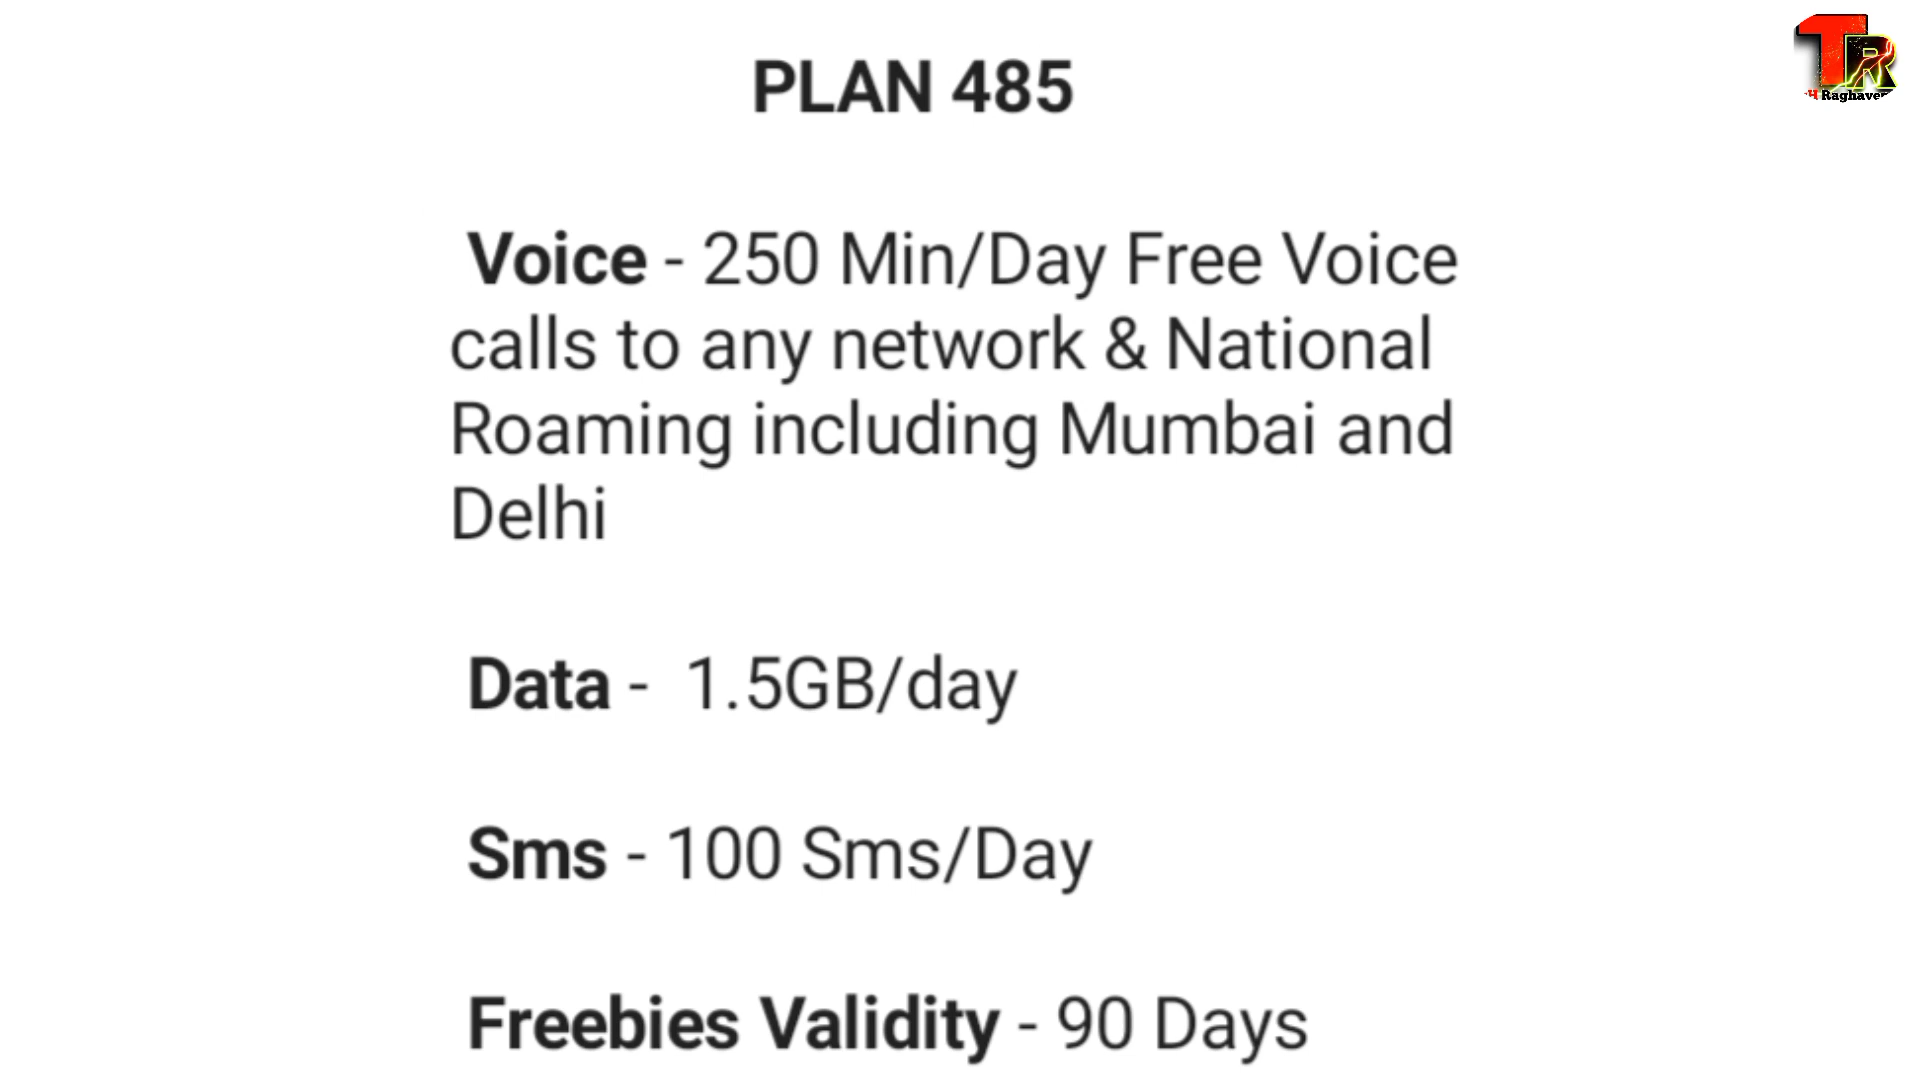 PLAN 485
TR
Raghave
Voice - 250 Min/Day Free Voice
calls to any network & National
Roaming including Mumbai and
Delhi
Data - 1.5GB/day
Sms - 100 Sms/Day
Freebies Validity - 90 Days